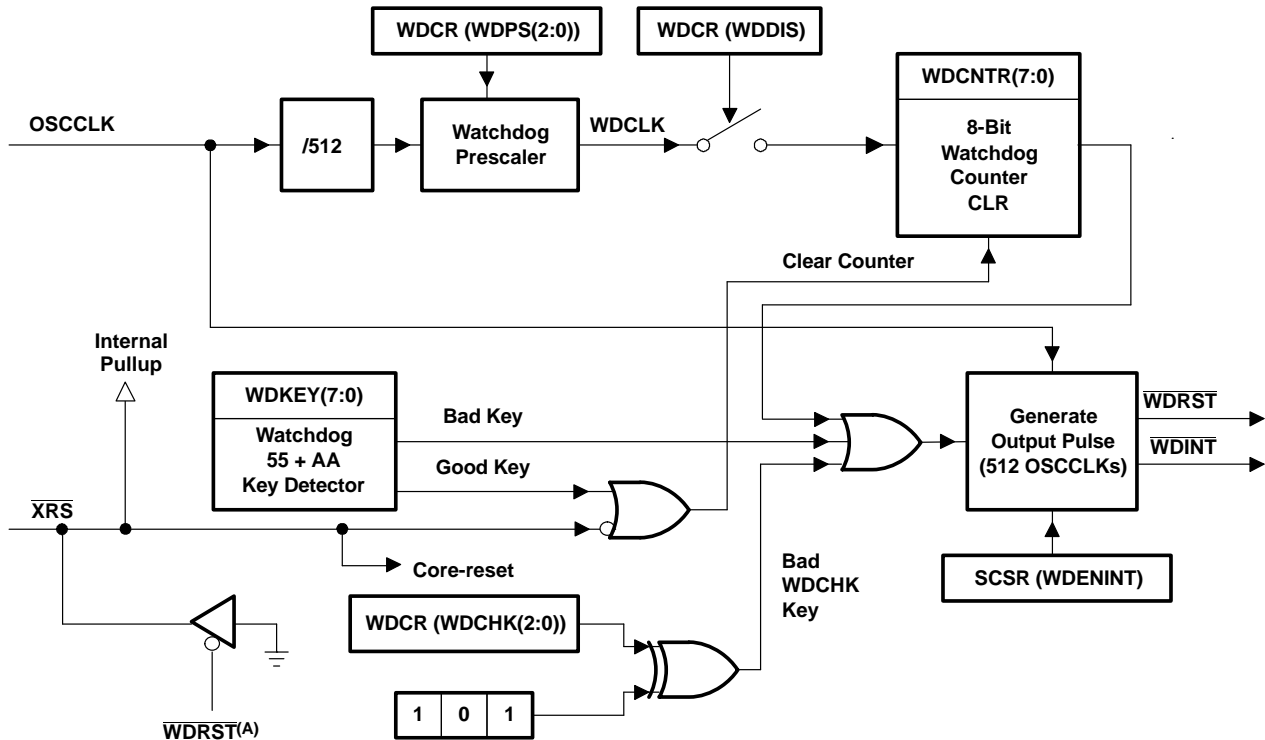 WDCR (WDPS(2:0))
WDCR (WDDIS)
WDCNTR(7:0)
OSCCLK
/512
Watchdog
Prescaler
WDCLK
8-Bit
Watchdog
Counter
CLR
Clear Counter
Internal
Pullup
WDKEY(7:0)
Watchdog
55 + AA
Key Detector
Bad Key
Good Key
Generate
Output Pulse
(512 OSCCLKs)
WDRST
WDINT
XRS
Core-reset
Bad
WDCHK
Key
SCSR (WDENINT)
WDCR (WDCHK(2:0))
1 0 1
WDRST(A)